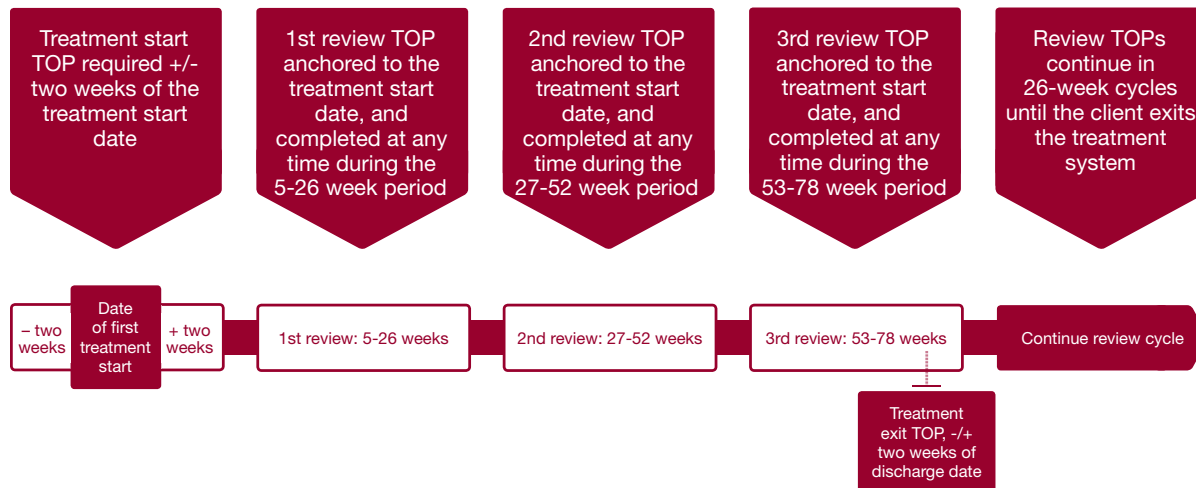 Treatment start
TOP required +/-
two weeks of the
treatment start
date
1st review TOP
anchored to the
treatment start
date, and
completed at any
time during the
5-26 week period
2nd review TOP
anchored to the
treatment start
date, and
completed at any
time during the
27-52 week period
3rd review TOP
anchored to the
treatment start
date, and
completed at any
time during the
53-78 week period
Review TOPs
continue in
26-week cycles
until the client exits
the treatment
system
– two
weeks
Date
of first
treatment
start
+ two
weeks
1st review: 5-26 weeks
2nd review: 27-52 weeks
3rd review: 53-78 weeks
Continue review cycle
Treatment
exit TOP, -/+
two weeks of
discharge date